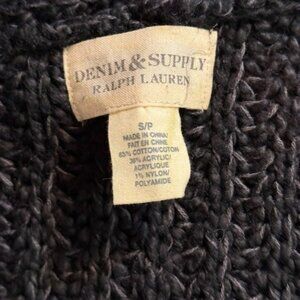 DENIM & SUPPLY
RALPH LAUREN
S/P
MADE IN CHINA/
FAIT EN CHINE
63% COTTON/COTON
36% ACRYLIC/
ACRYLIQUE
1% NYLON/
POLYAMIDE